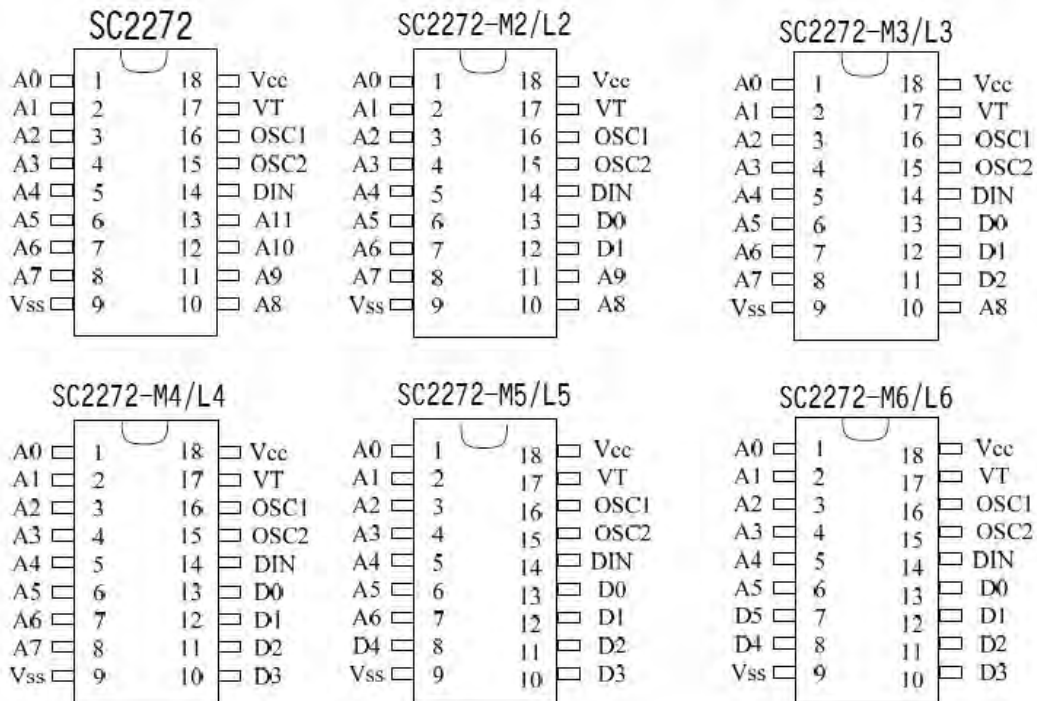 SC2272
A0 1 18 Vcc
A1 2 17 VT
A2 3 16 OSC1
A3 4 15 OSC2
A4 5 14 DIN
A5 6 13 A11
A6 7 12 A10
A7 8 11 A9
Vss 9 10 A8
SC2272-M2/L2
A0 1 18 Vcc
A1 2 17 VT
A2 3 16 OSC1
A3 4 15 OSC2
A4 5 14 DIN
A5 6 13 D0
A6 7 12 D1
A7 8 11 A9
Vss 9 10 A8
SC2272-M3/L3
A0 1 18 Vcc
A1 2 17 VT
A2 3 16 OSC1
A3 4 15 OSC2
A4 5 14 DIN
A5 6 13 D0
A6 7 12 D1
A7 8 11 D2
Vss 9 10 A8
SC2272-M4/L4
A0 1 18 Vcc
A1 2 17 VT
A2 3 16 OSC1
A3 4 15 OSC2
A4 5 14 DIN
A5 6 13 D0
A6 7 12 D1
A7 8 11 D2
Vss 9 10 D3
SC2272-M5/L5
A0 1 18 Vcc
A1 2 17 VT
A2 3 16 OSC1
A3 4 15 OSC2
A4 5 14 DIN
A5 6 13 D0
A6 7 12 D1
D4 8 11 D2
Vss 9 10 D3
SC2272-M6/L6
A0 1 18 Vcc
A1 2 17 VT
A2 3 16 OSC1
A3 4 15 OSC2
A4 5 14 DIN
A5 6 13 D0
D5 7 12 D1
D4 8 11 D2
Vss 9 10 D3